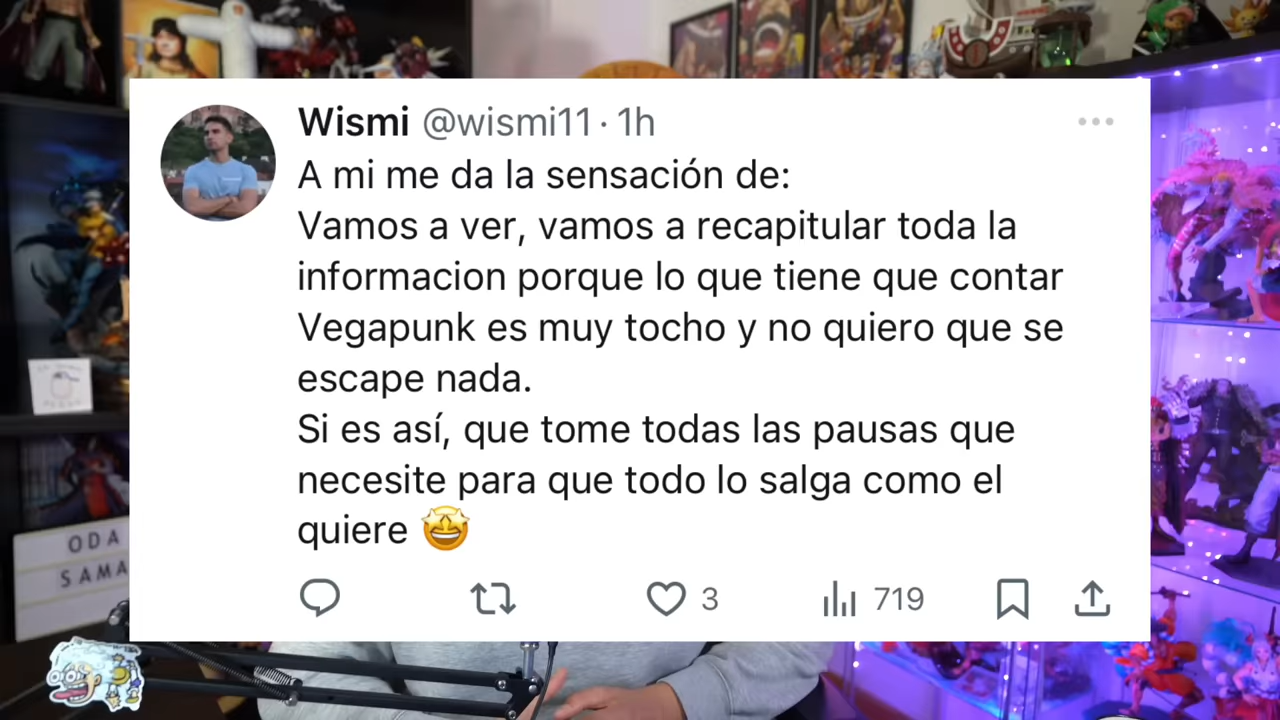 Wismi @wismi11 · 1h
A mi me da la sensación de:
Vamos a ver, vamos a recapitular toda la
informacion porque lo que tiene que contar
Vegapunk es muy tocho y no quiero que se
escape nada.
Si es así, que tome todas las pausas que
necesite para que todo lo salga como el
quiere 🤩
3
719
ODA
SAMA